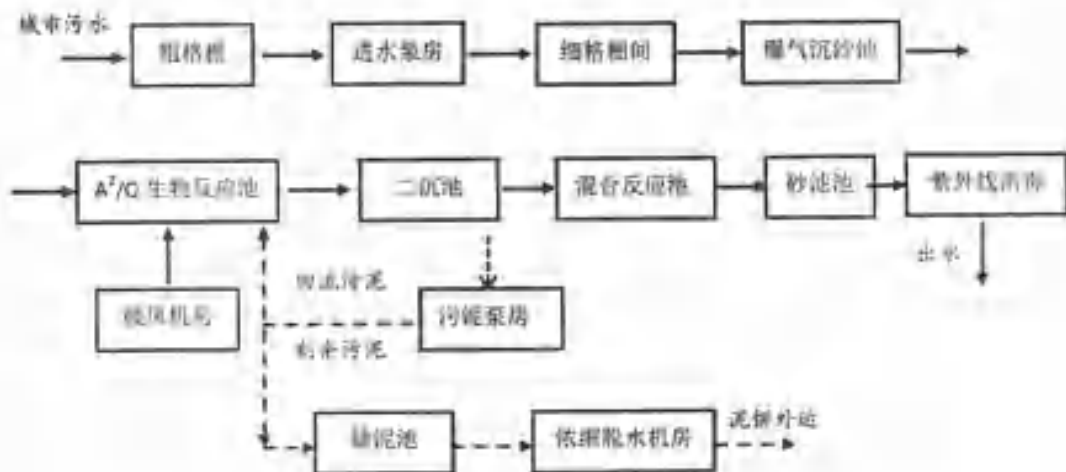 城市污水
粗格栅
进水泵房
细格栅间
曝气沉砂池
A²/O 生物反应池
二沉池
混合反应池
砂滤池
紫外线消毒
出水
鼓风机房
回流污泥
污泥泵房
剩余污泥
储泥池
浓缩脱水机房
泥饼外运